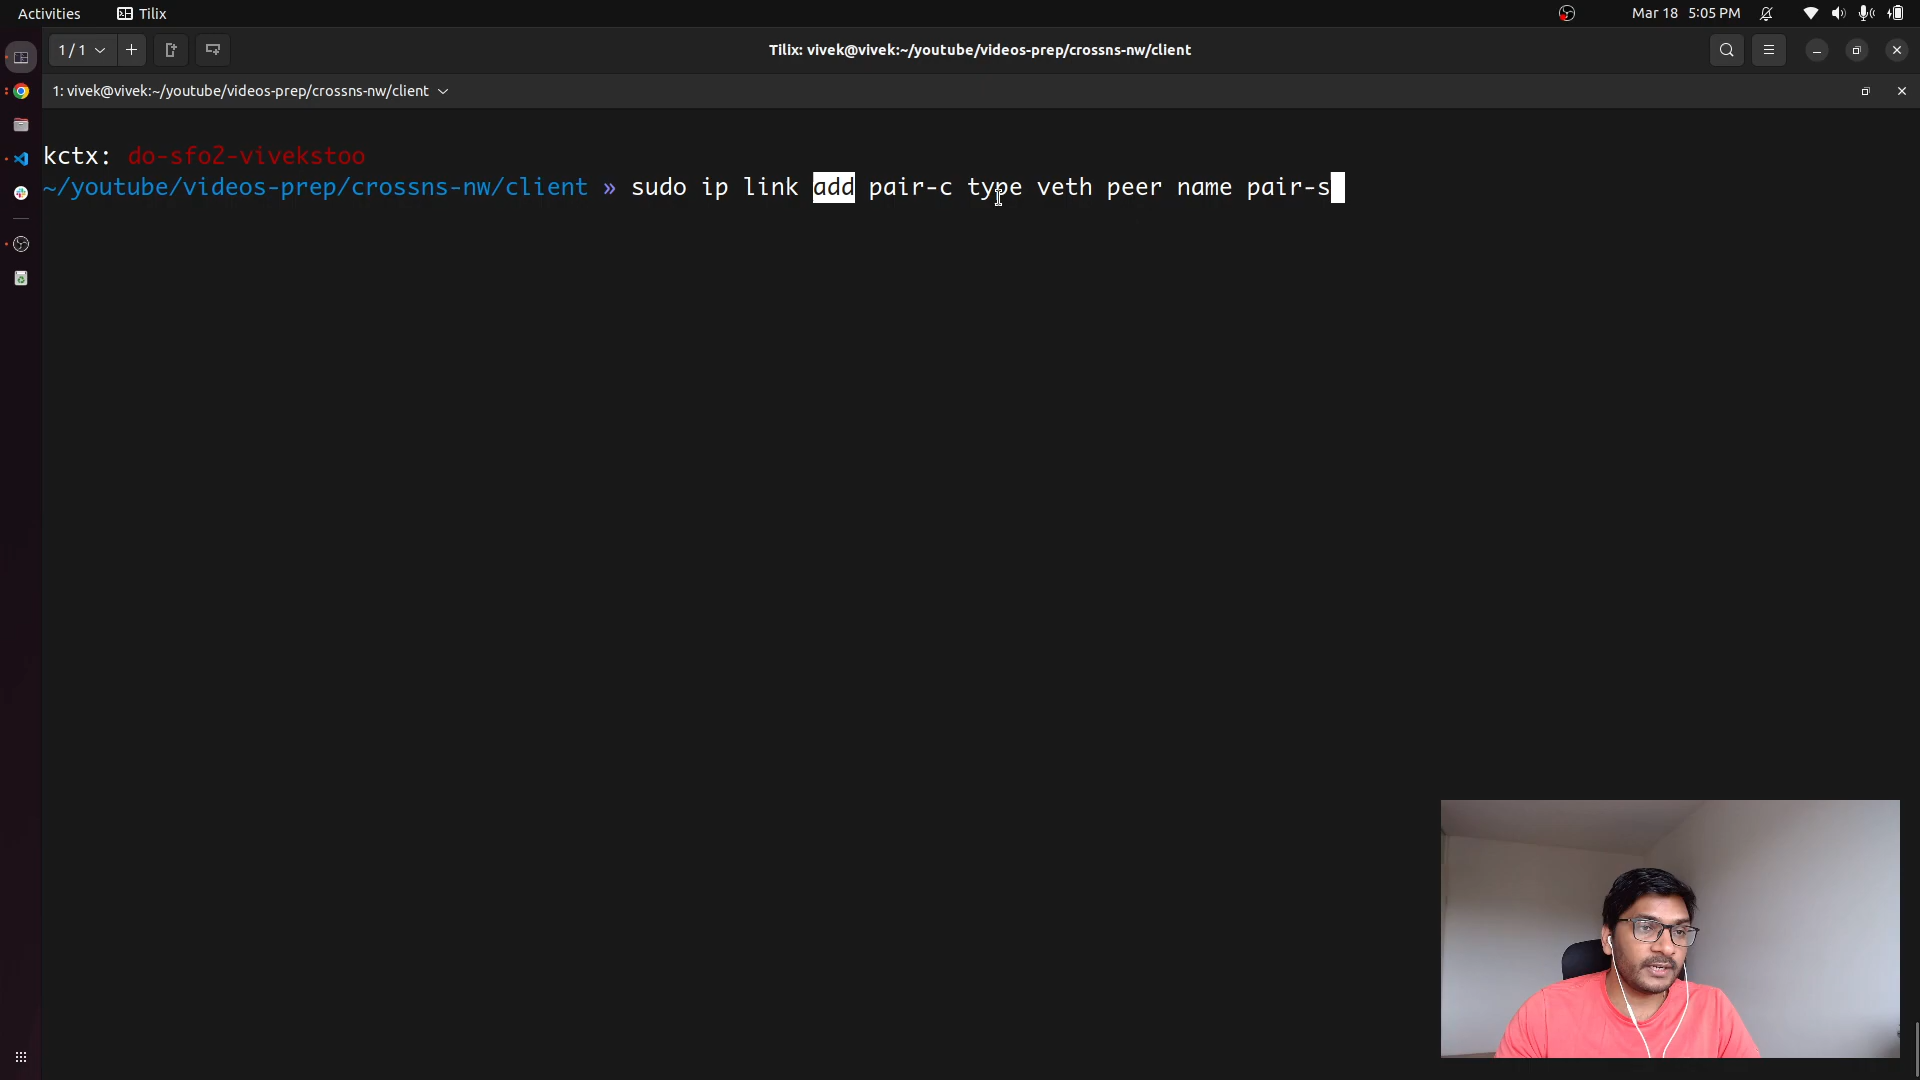 Activities Tilix Mar 18 5:05 PM
1 / 1 Tilix: vivek@vivek:~/youtube/videos-prep/crossns-nw/client
1: vivek@vivek:~/youtube/videos-prep/crossns-nw/client
kctx: do-sfo2-vivekstoo
~/youtube/videos-prep/crossns-nw/client » sudo ip link add pair-c type veth peer name pair-s